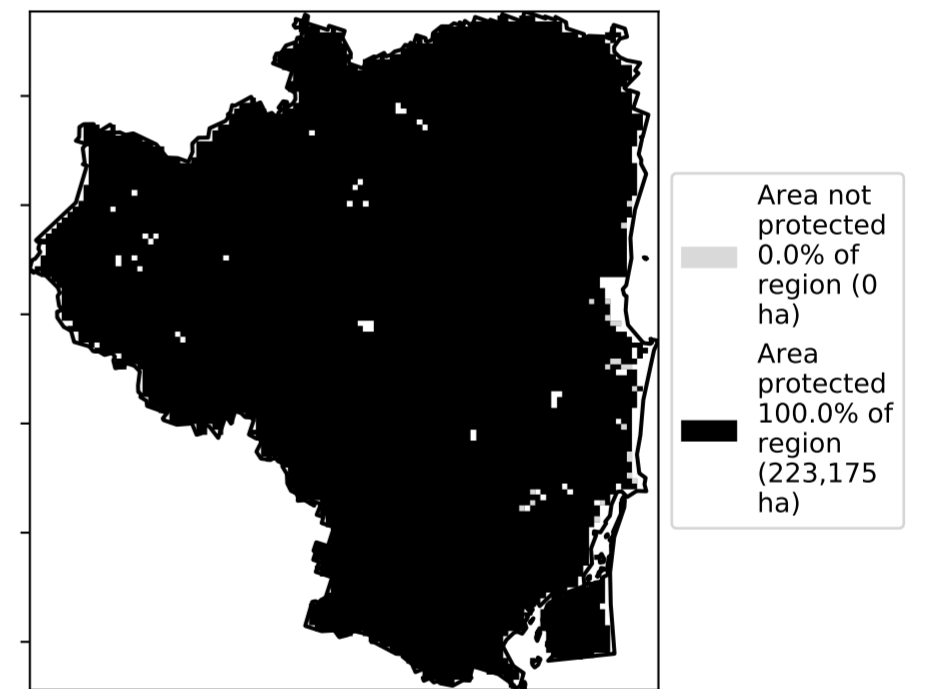 Area not
protected
0.0% of
region (0
ha)
Area
protected
100.0% of
region
(223,175
ha)